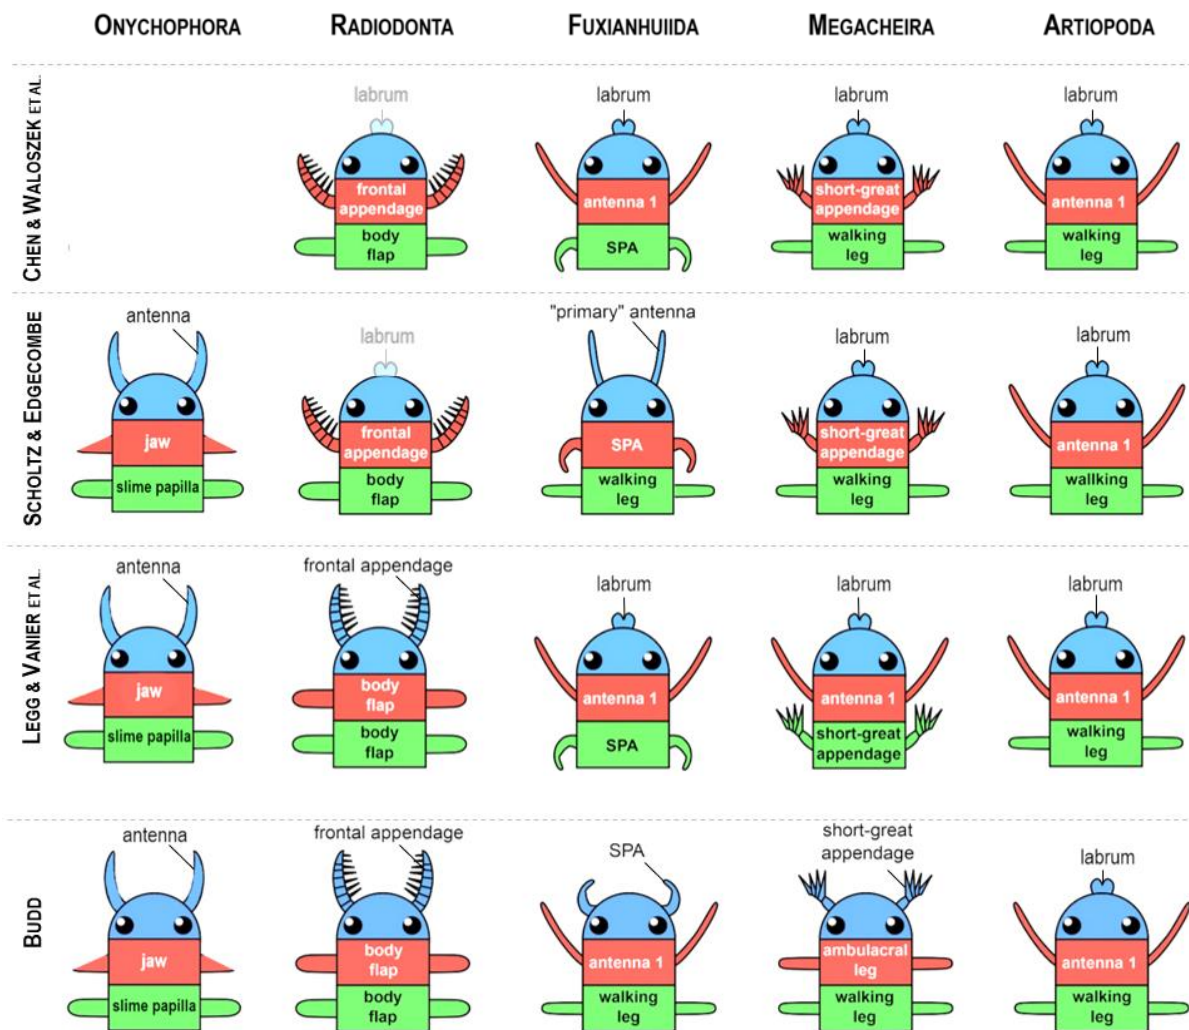 ONYCHOPHORA RADIODONTA FUXIANHUIIDA MEGACHEIRA ARTIOPODA
CHEN & WALOSZEK ET AL.
labrum labrum labrum labrum
frontal appendage antenna 1 short-great appendage antenna 1
body flap SPA walking leg walking leg
SCHOLTZ & EDGECOMBE
antenna labrum "primary" antenna labrum labrum
jaw frontal appendage SPA short-great appendage antenna 1
slime papilla body flap walking leg walking leg wallking leg
LEGG & VANIER ET AL.
antenna frontal appendage labrum labrum labrum
jaw body flap antenna 1 antenna 1 antenna 1
slime papilla body flap SPA short-great appendage walking leg
BUDD
antenna frontal appendage SPA short-great appendage labrum
jaw body flap antenna 1 ambulacral leg antenna 1
slime papilla body flap walking leg walking leg walking leg